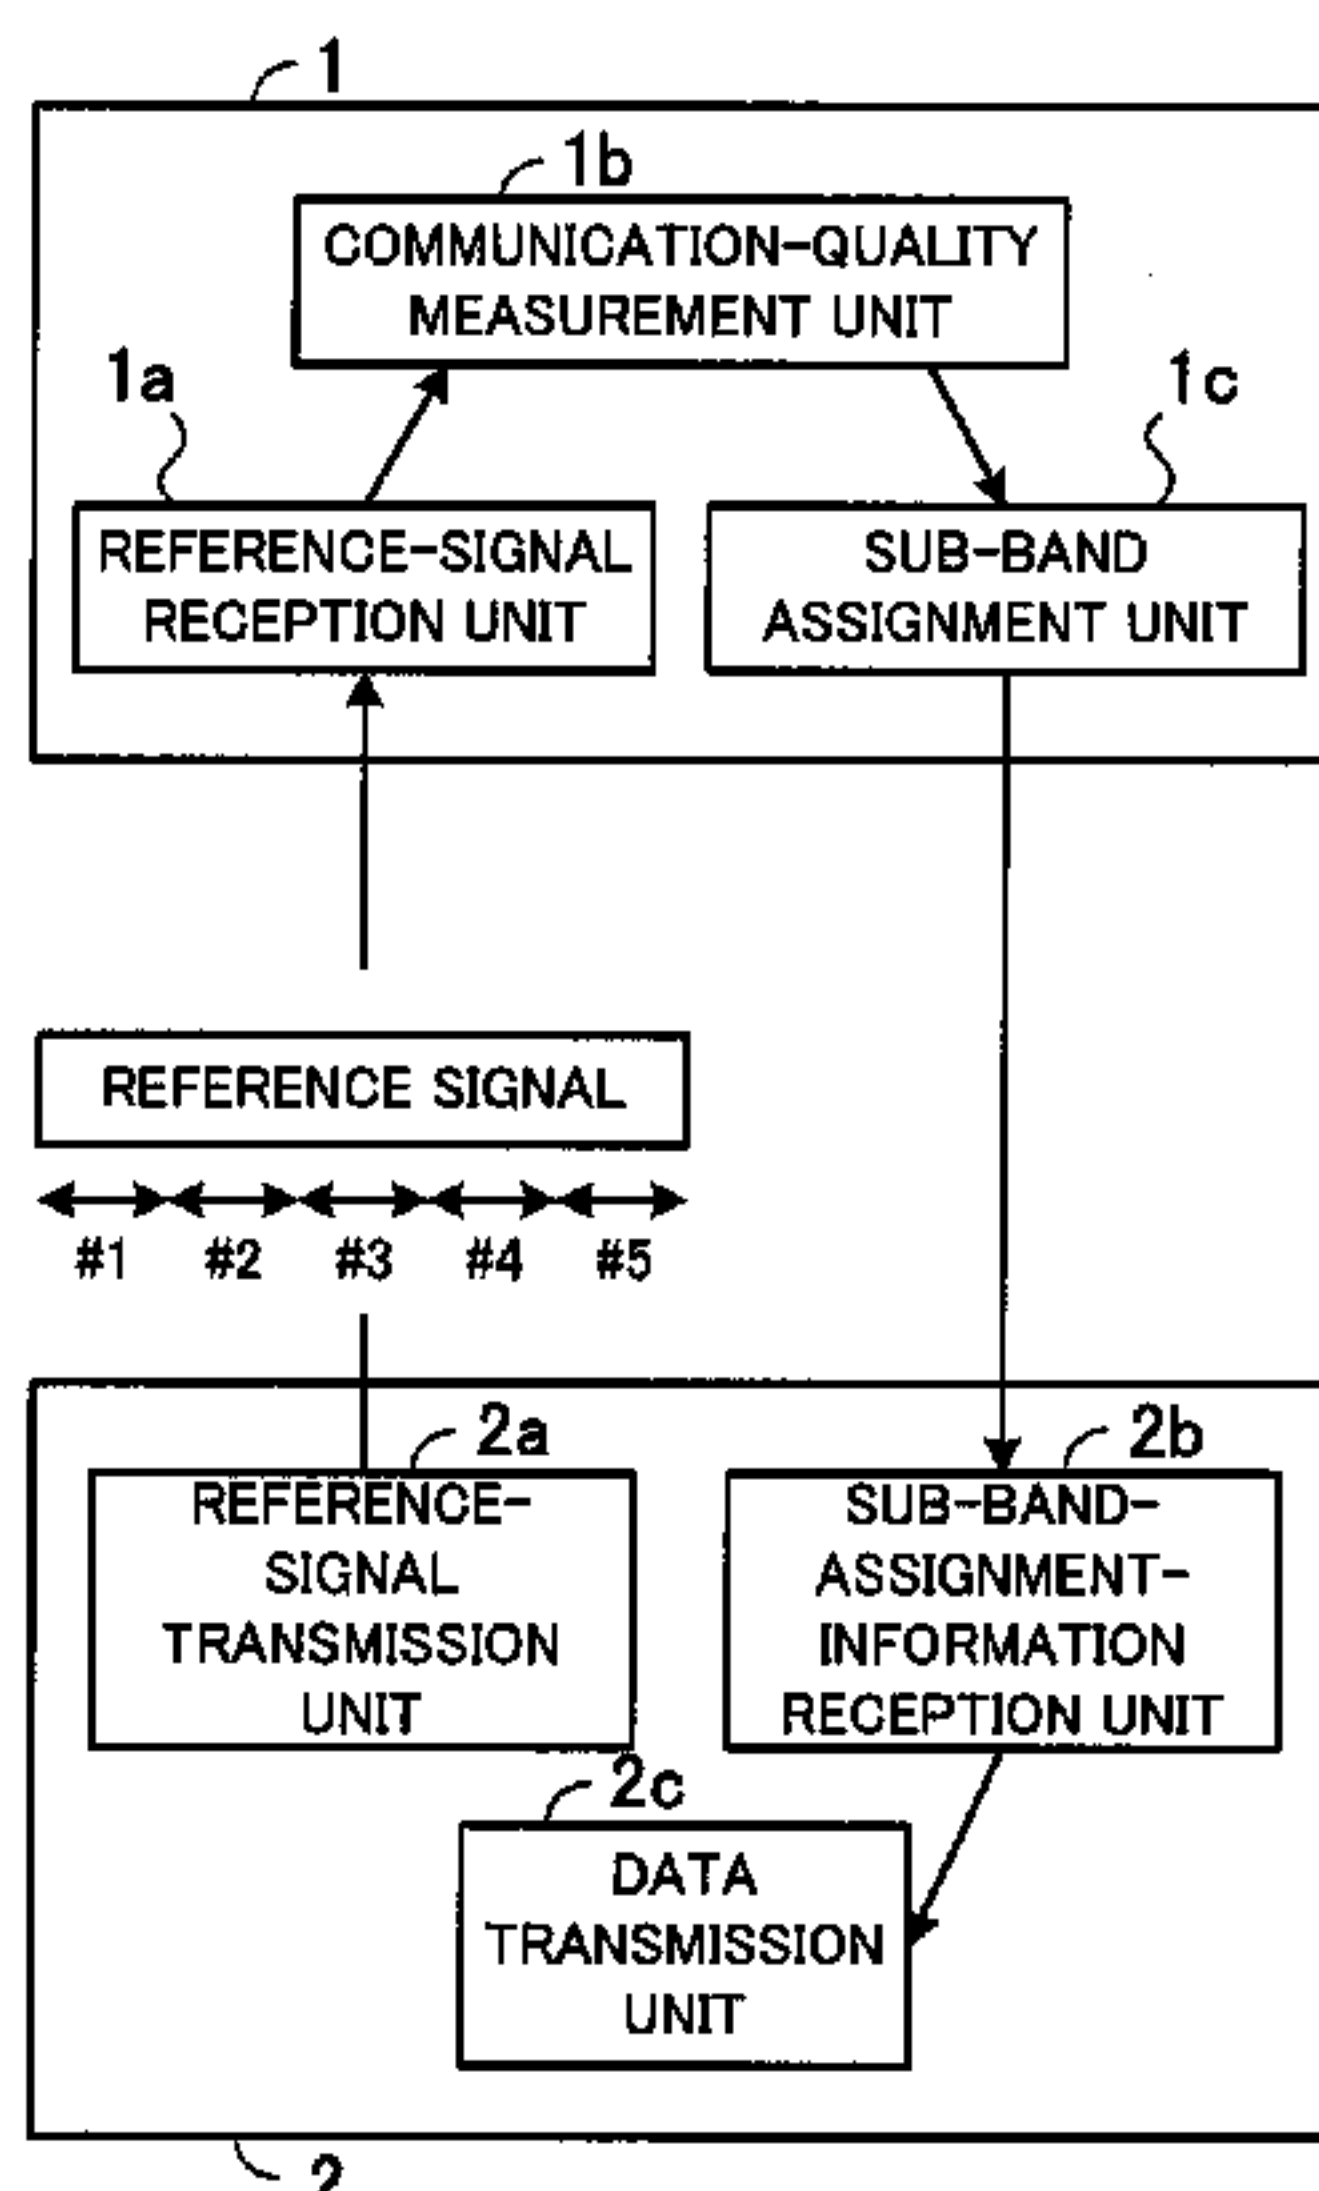 1
1b
COMMUNICATION-QUALITY
MEASUREMENT UNIT
1a
1c
REFERENCE-SIGNAL
RECEPTION UNIT
SUB-BAND
ASSIGNMENT UNIT
REFERENCE SIGNAL
#1 #2 #3 #4 #5
2a
2b
REFERENCE-
SIGNAL
TRANSMISSION
UNIT
SUB-BAND-
ASSIGNMENT-
INFORMATION
RECEPTION UNIT
2c
DATA
TRANSMISSION
UNIT
2